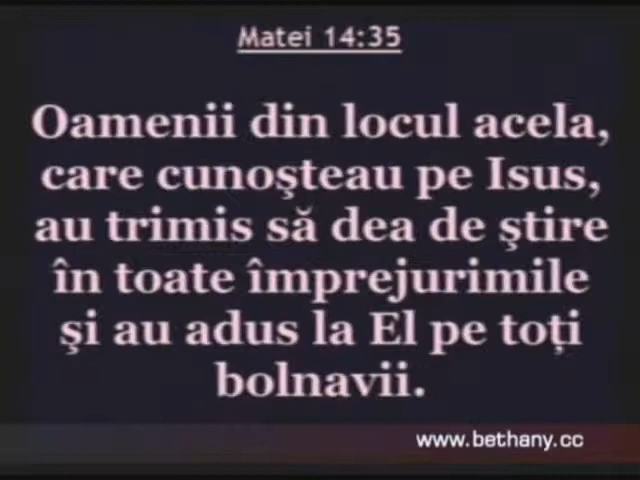 Matei 14:35
Oamenii din locul acela,
care cunoşteau pe Isus,
au trimis să dea de ştire
în toate împrejurimile
şi au adus la El pe toţi
bolnavii.
www.bethany.cc